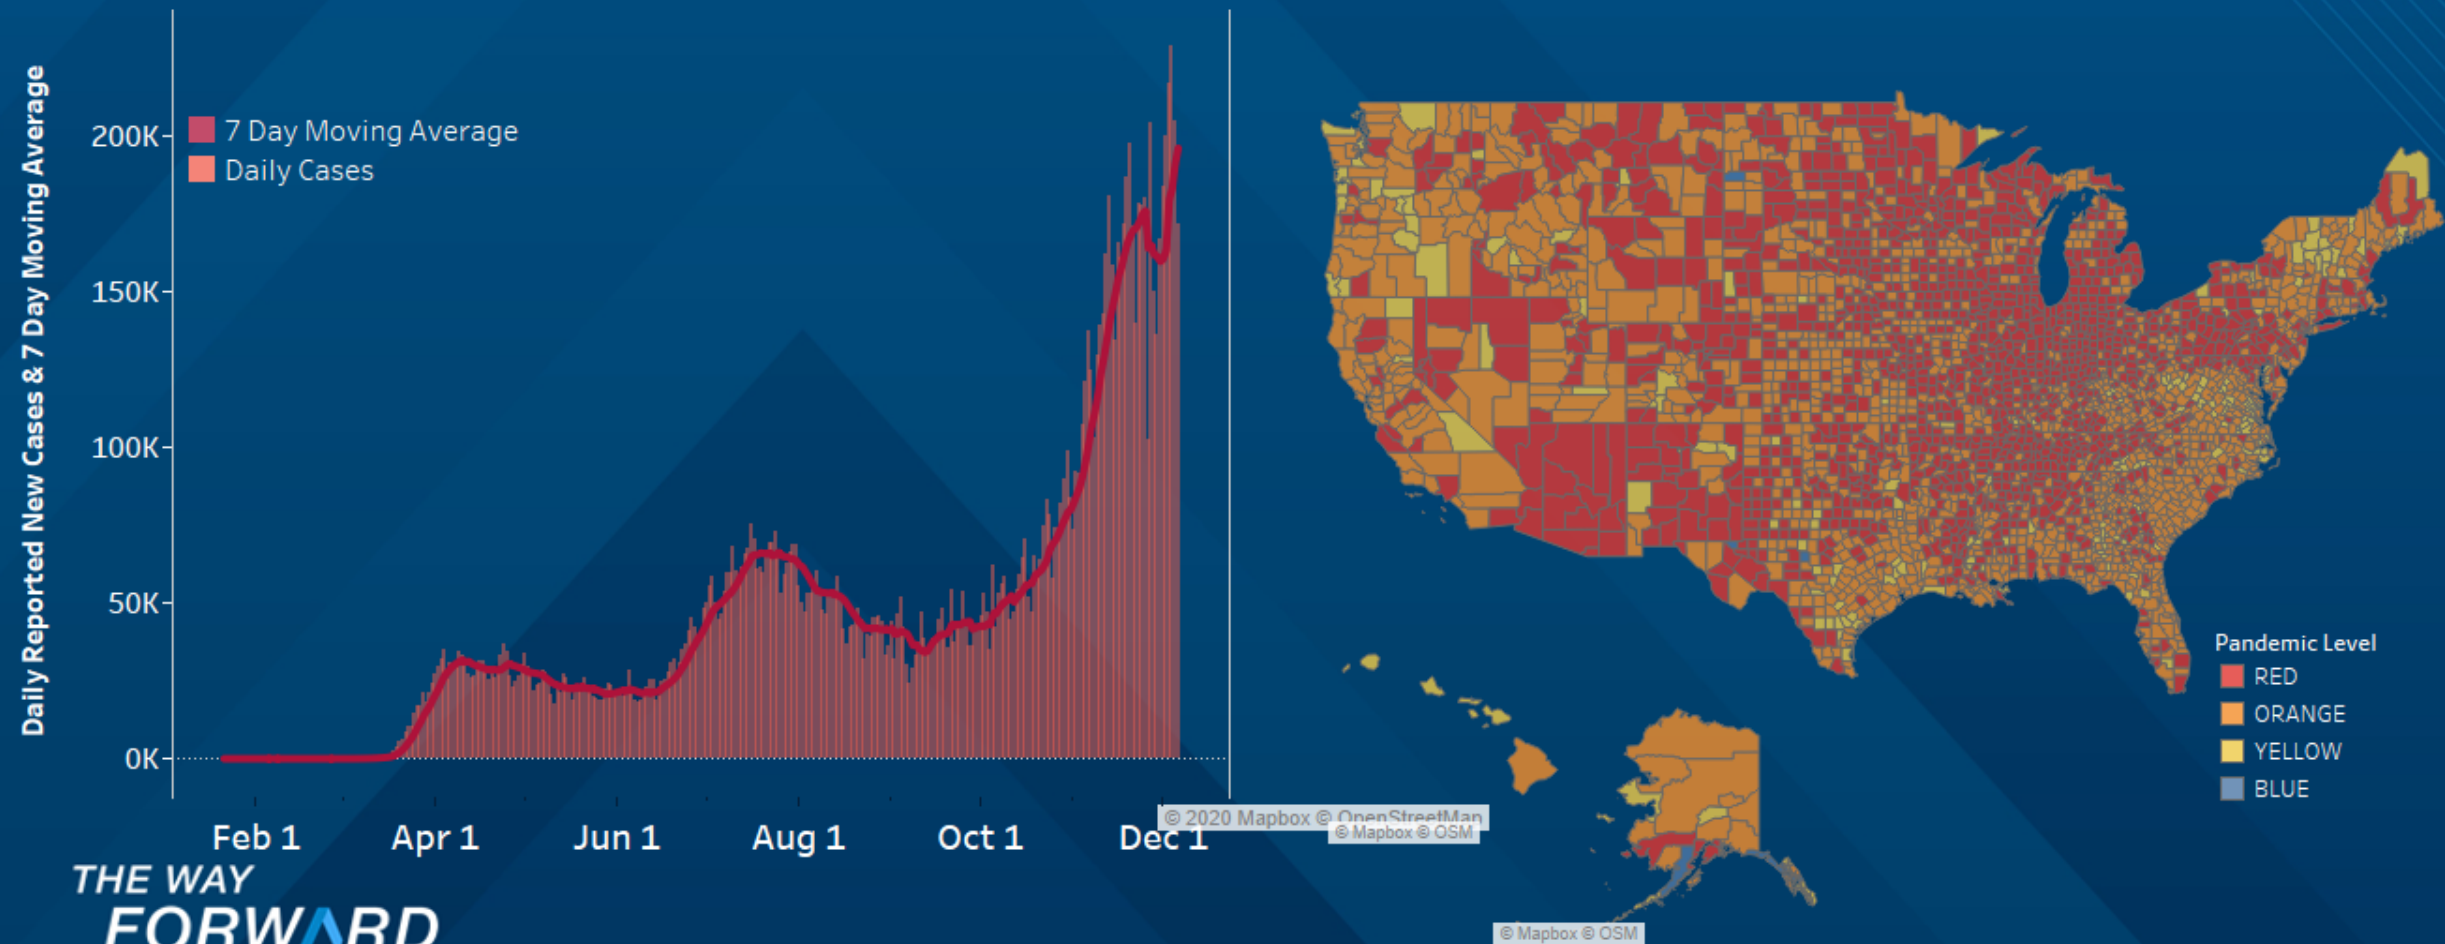 Daily Reported New Cases & 7 Day Moving Average
7 Day Moving Average
Daily Cases
200K
150K
100K
50K
0K
Feb 1 Apr 1 Jun 1 Aug 1 Oct 1 Dec 1
© 2020 Mapbox © OpenStreetMap
© Mapbox © OSM
Pandemic Level
RED
ORANGE
YELLOW
BLUE
© Mapbox © OSM
THE WAY
FORWARD